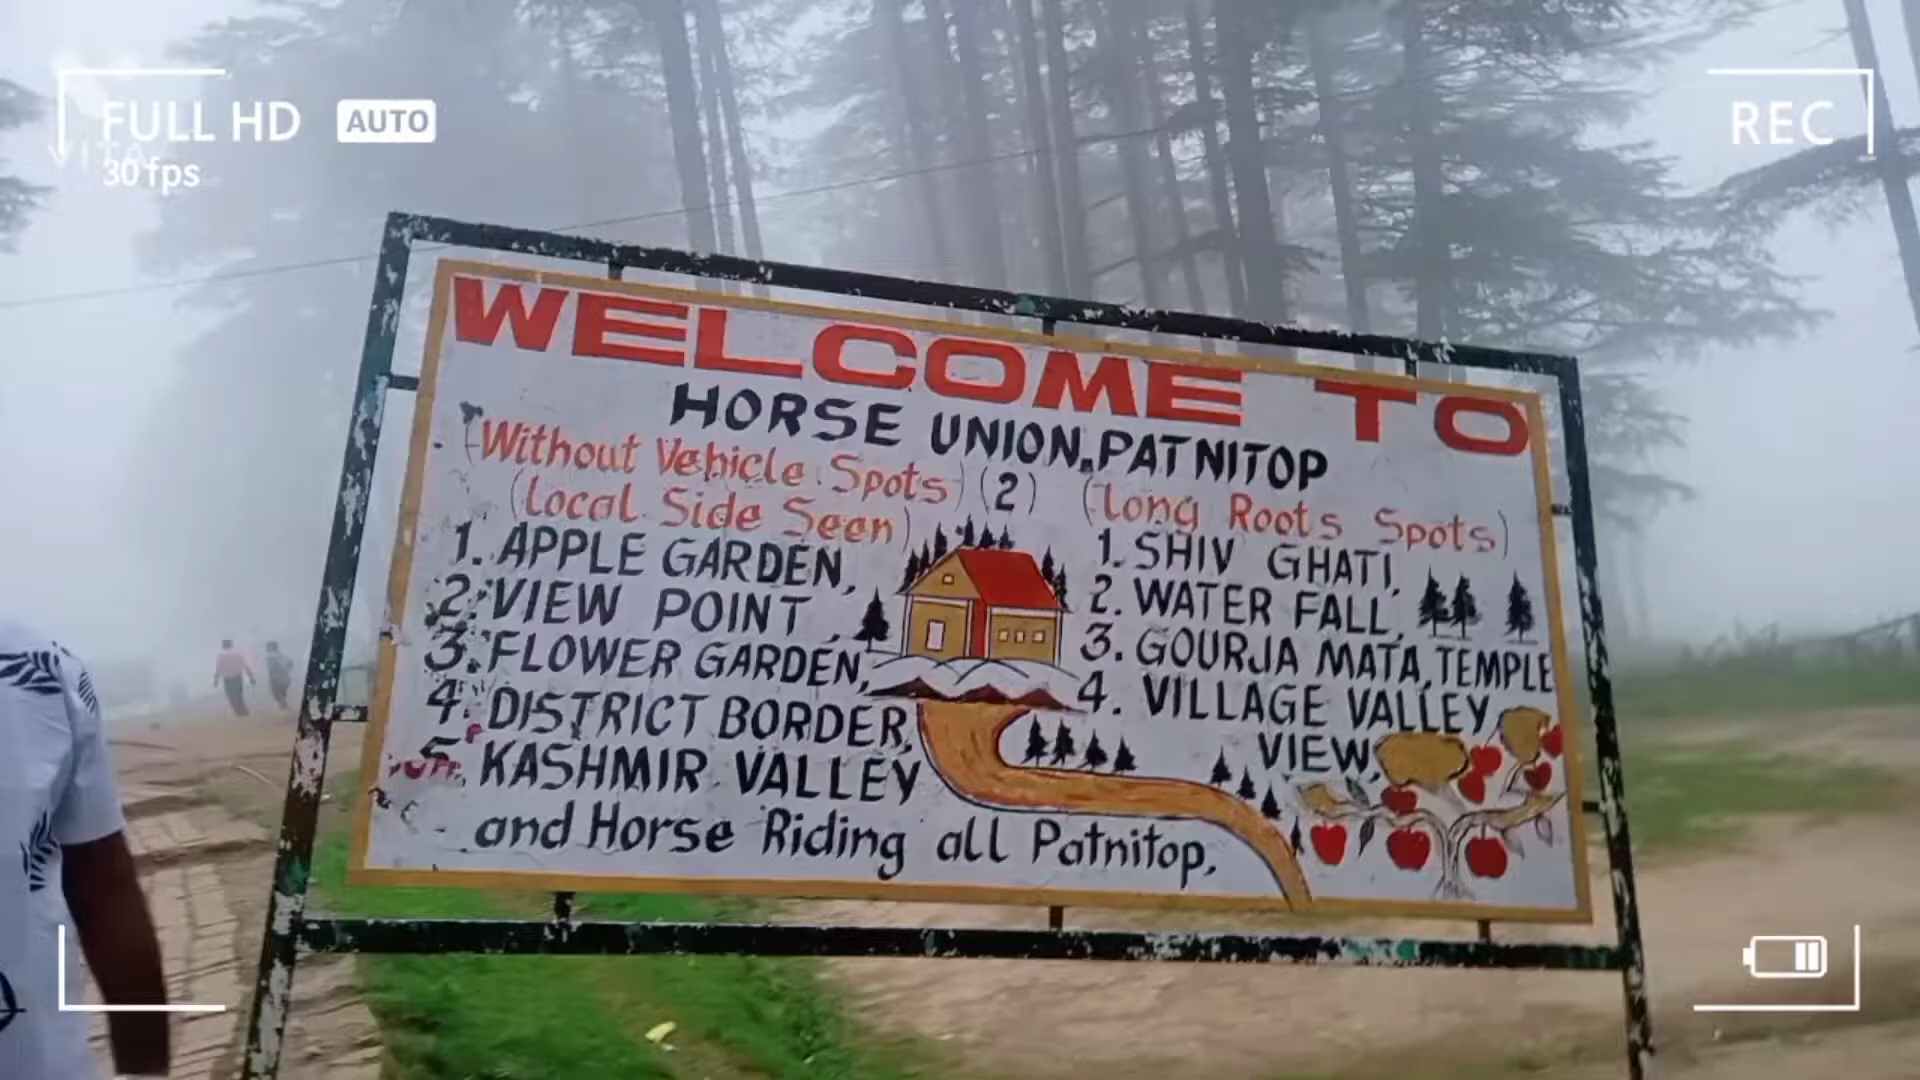 FULL HD AUTO
30 fps
REC
WELCOME TO
HORSE UNION PATNITOP
(Without Vehicle Spots) (2) (Long Roots Spots)
(Local Side Seen)
1. APPLE GARDEN,
2. VIEW POINT,
3. FLOWER GARDEN,
4. DISTRICT BORDER,
5. KASHMIR VALLEY
1. SHIV GHATI,
2. WATER FALL,
3. GOURJA MATA, TEMPLE
4. VILLAGE VALLEY
VIEW,
and Horse Riding all Patnitop,